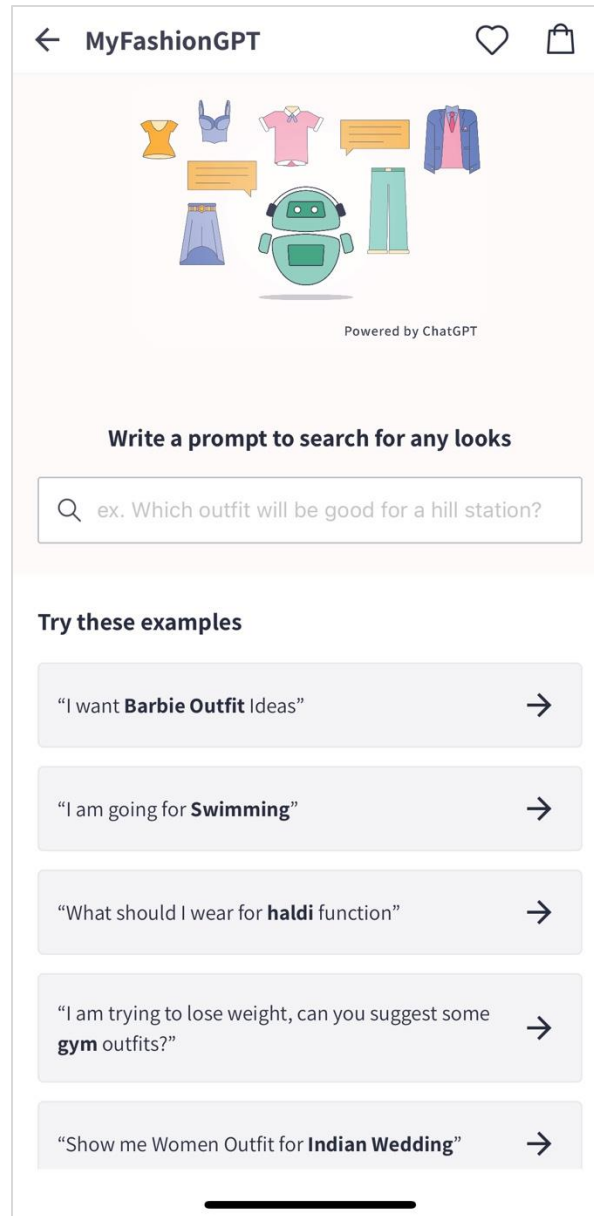 MyFashionGPT
Powered by ChatGPT
Write a prompt to search for any looks
ex. Which outfit will be good for a hill station?
Try these examples
“I want Barbie Outfit Ideas”
“I am going for Swimming”
“What should I wear for haldi function”
“I am trying to lose weight, can you suggest some
gym outfits?”
“Show me Women Outfit for Indian Wedding”